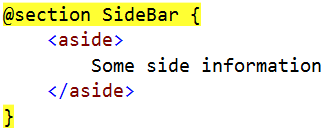 @section SideBar {
    <aside>
        Some side information
    </aside>
}